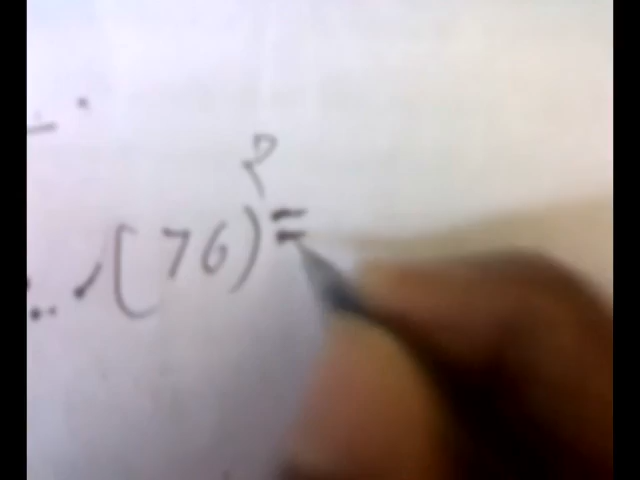 (76)² =